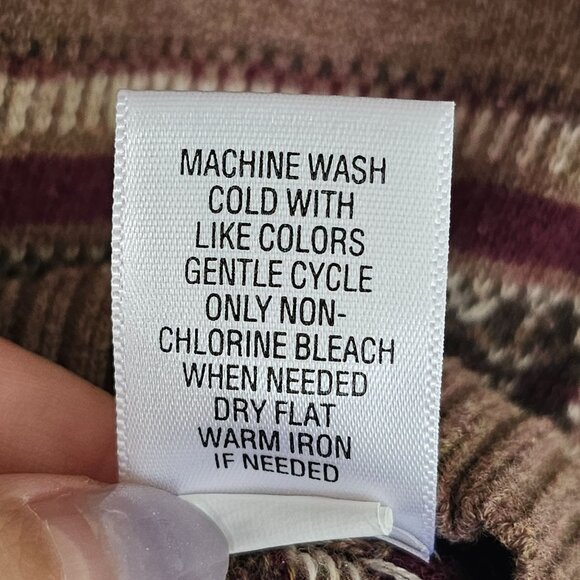 MACHINE WASH
COLD WITH
LIKE COLORS
GENTLE CYCLE
ONLY NON-
CHLORINE BLEACH
WHEN NEEDED
DRY FLAT
WARM IRON
IF NEEDED